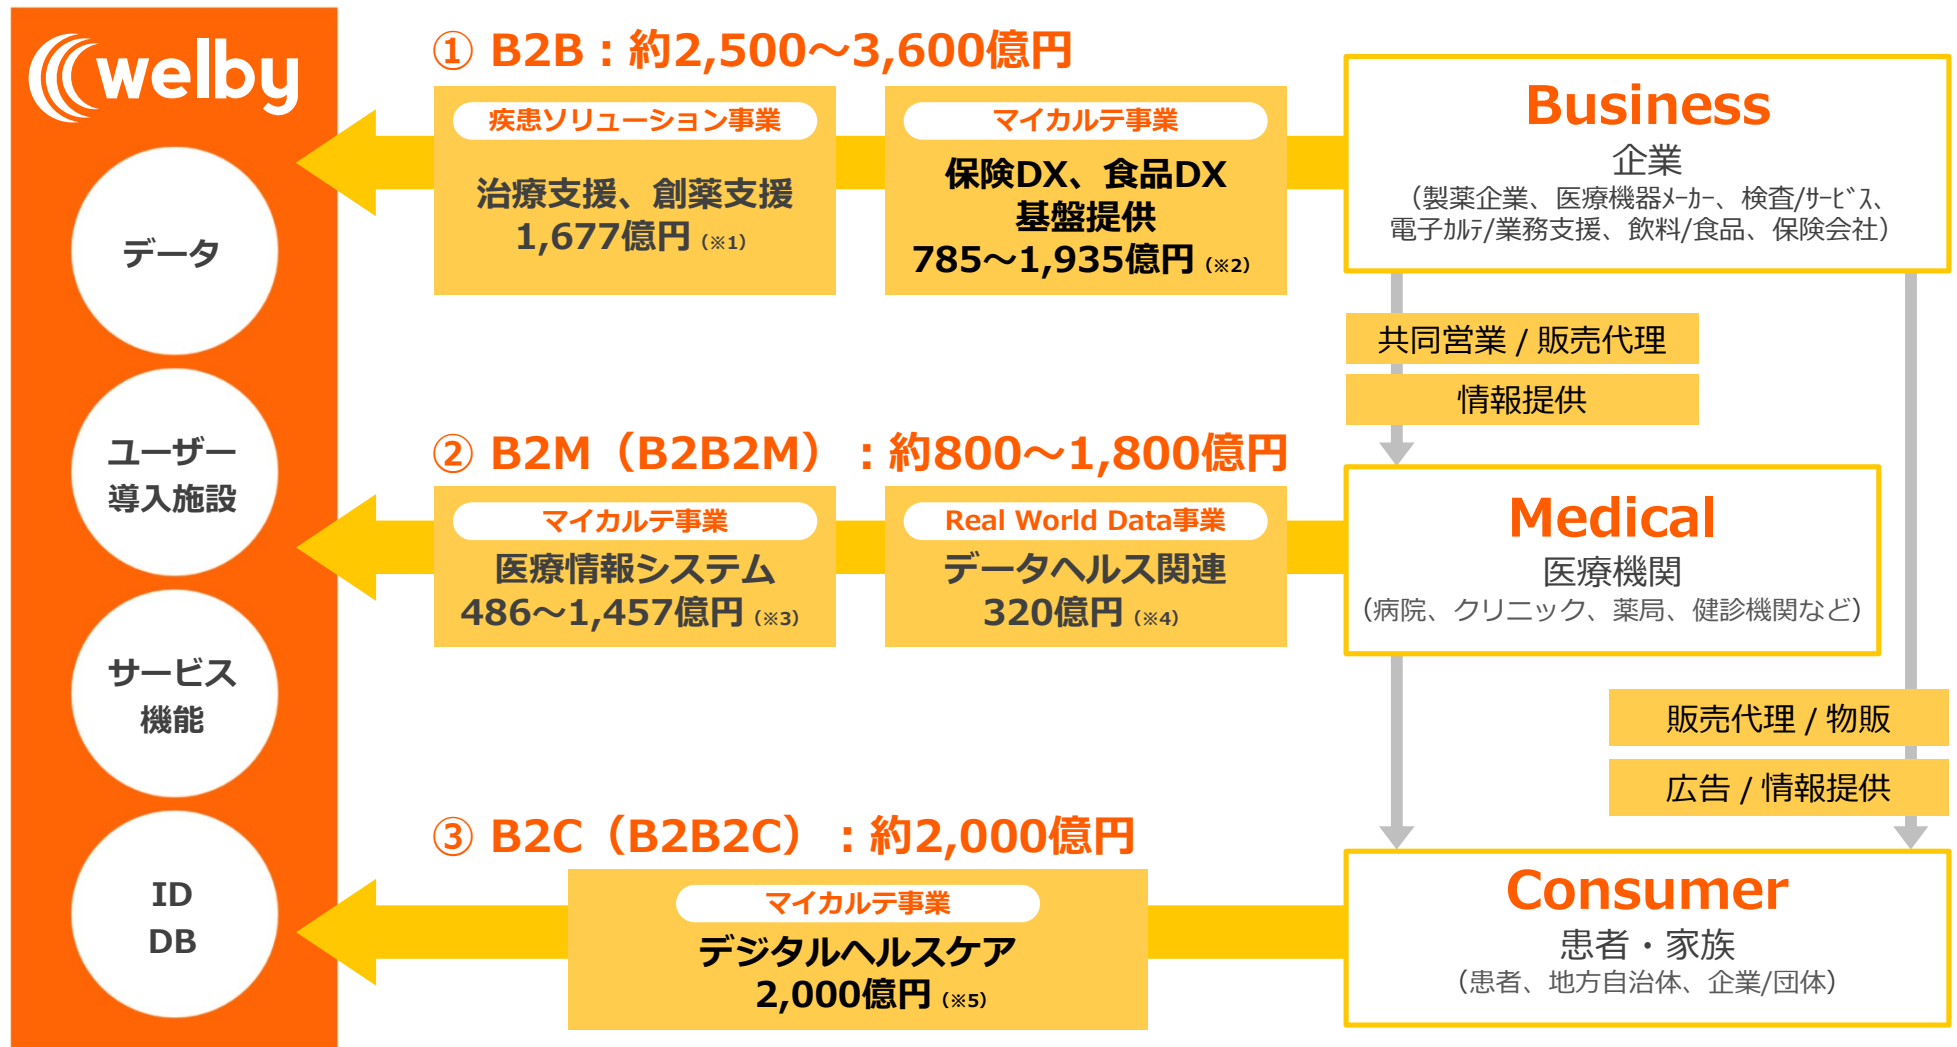 welby
データ
ユーザー
導入施設
サービス
機能
ID
DB
① B2B：約2,500～3,600億円
疾患ソリューション事業
治療支援、創薬支援
1,677億円（※1）
マイカルテ事業
保険DX、食品DX
基盤提供
785～1,935億円（※2）
Business
企業
（製薬企業、医療機器ﾒｰｶｰ、検査/ｻｰﾋﾞｽ、
電子ｶﾙﾃ/業務支援、飲料/食品、保険会社）
共同営業 / 販売代理
情報提供
② B2M（B2B2M）：約800～1,800億円
マイカルテ事業
医療情報システム
486～1,457億円（※3）
Real World Data事業
データヘルス関連
320億円（※4）
Medical
医療機関
（病院、クリニック、薬局、健診機関など）
販売代理 / 物販
広告 / 情報提供
③ B2C（B2B2C）：約2,000億円
マイカルテ事業
デジタルヘルスケア
2,000億円（※5）
Consumer
患者・家族
（患者、地方自治体、企業/団体）